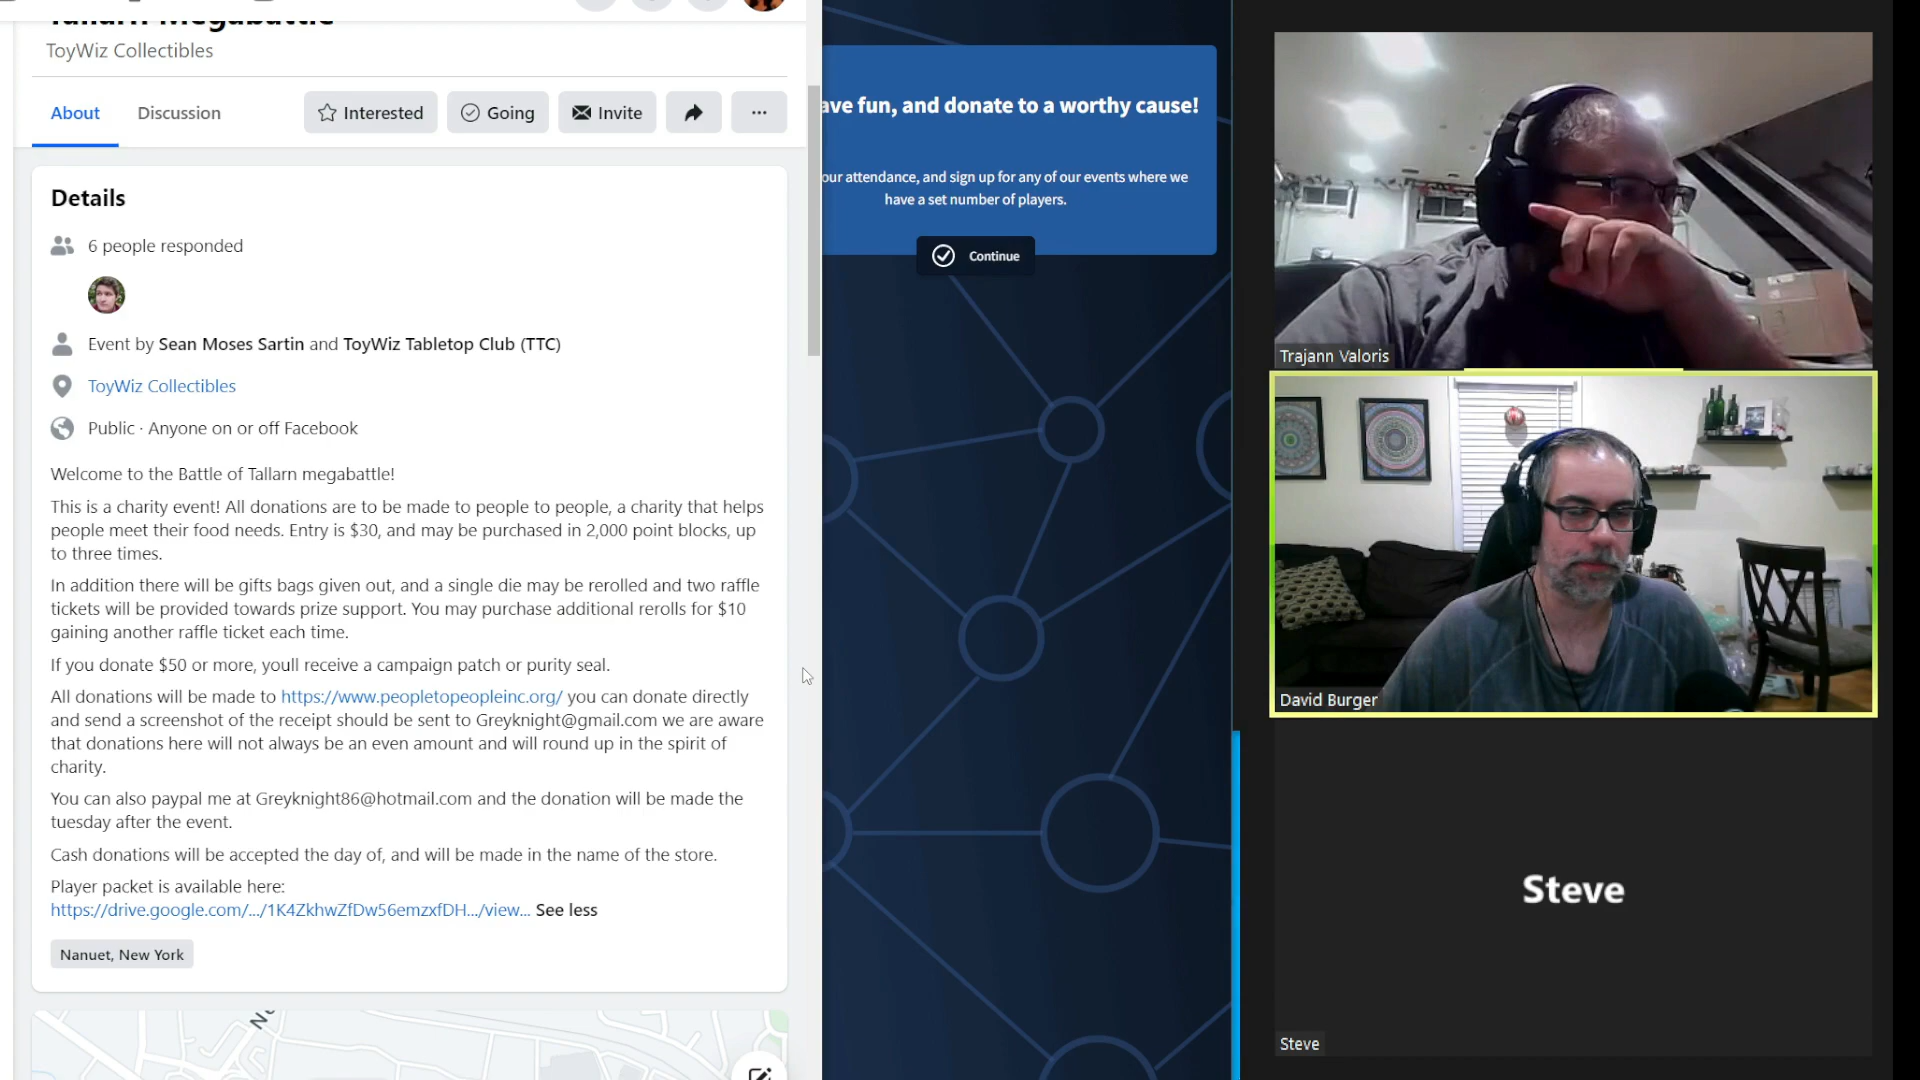 Tallarn Megabattle
ToyWiz Collectibles
About
Discussion
Interested
Going
Invite
Details
6 people responded
Event by Sean Moses Sartin and ToyWiz Tabletop Club (TTC)
ToyWiz Collectibles
Public · Anyone on or off Facebook
Welcome to the Battle of Tallarn megabattle!
This is a charity event! All donations are to be made to people to people, a charity that helps
people meet their food needs. Entry is $30, and may be purchased in 2,000 point blocks, up
to three times.
In addition there will be gifts bags given out, and a single die may be rerolled and two raffle
tickets will be provided towards prize support. You may purchase additional rerolls for $10
gaining another raffle ticket each time.
If you donate $50 or more, youll receive a campaign patch or purity seal.
All donations will be made to https://www.peopletopeopleinc.org/ you can donate directly
and send a screenshot of the receipt should be sent to Greyknight@gmail.com we are aware
that donations here will not always be an even amount and will round up in the spirit of
charity.
You can also paypal me at Greyknight86@hotmail.com and the donation will be made the
tuesday after the event.
Cash donations will be accepted the day of, and will be made in the name of the store.
Player packet is available here:
https://drive.google.com/.../1K4ZkhwZfDw56emzxfDH.../view... See less
Nanuet, New York
ave fun, and donate to a worthy cause!
our attendance, and sign up for any of our events where we
have a set number of players.
Continue
Trajann Valoris
David Burger
Steve
Steve